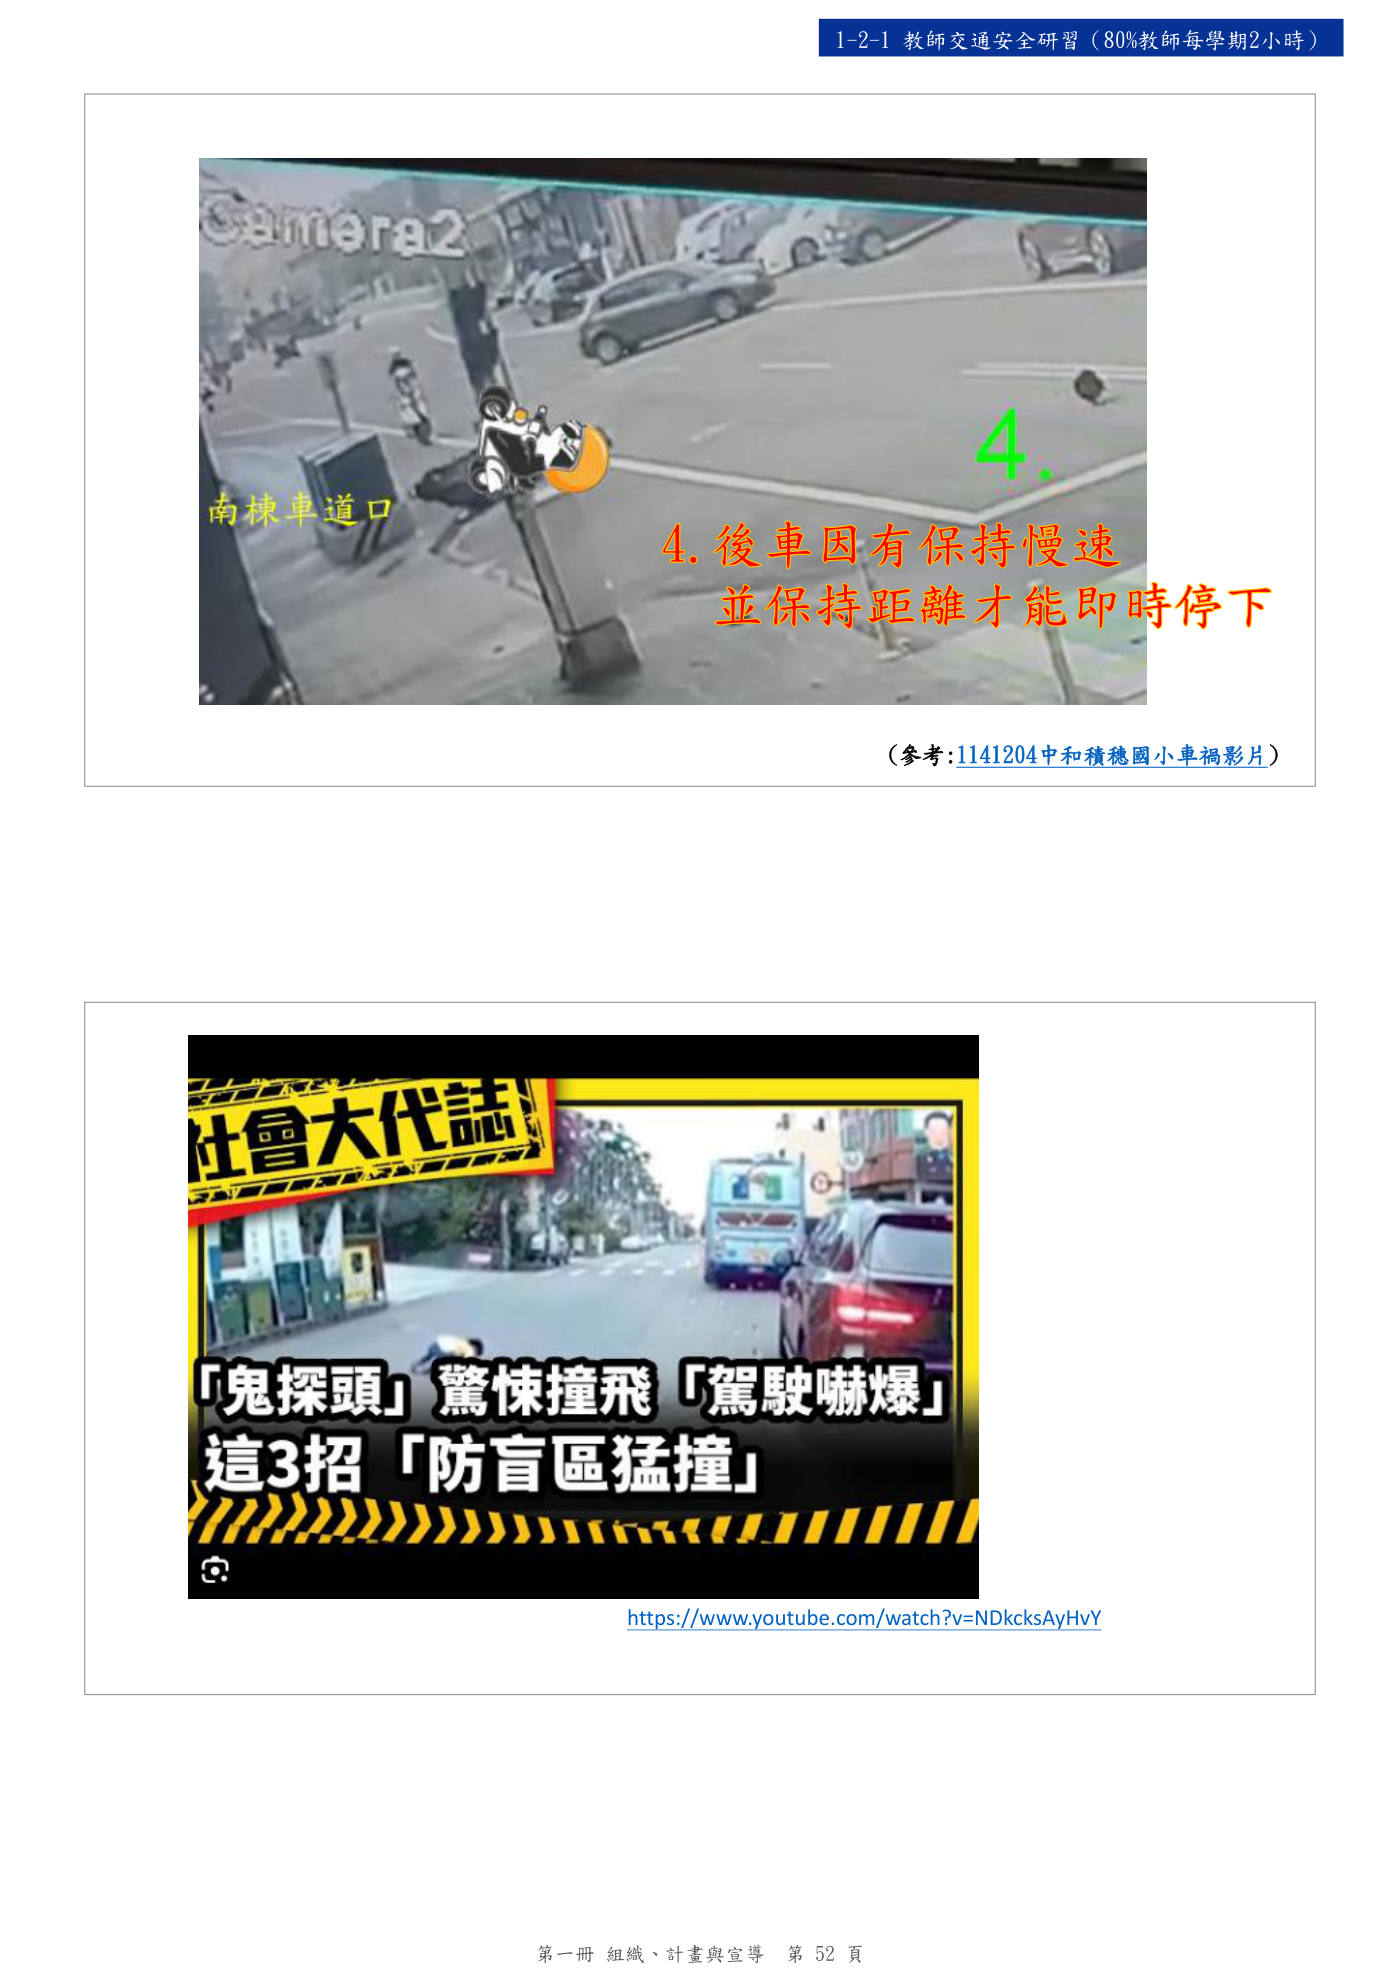 1-2-1 教師交通安全研習（80%教師每學期2小時）
Camera2
4.
南棟車道口
4.後車因有保持慢速
並保持距離才能即時停下
(參考:1141204中和積穗國小車禍影片)
社會大代誌
「鬼探頭」驚悚撞飛「駕駛嚇爆」
這3招「防盲區猛撞」
https://www.youtube.com/watch?v=NDkcksAyHvY
第一冊 組織、計畫與宣導 第 52 頁